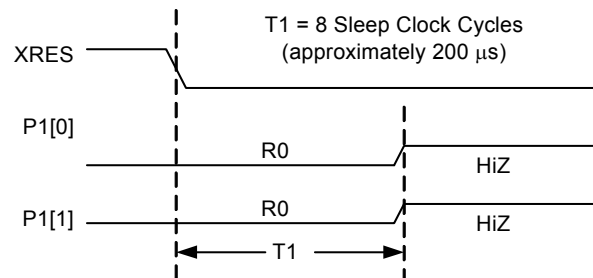 T1 = 8 Sleep Clock Cycles
(approximately 200 μs)
XRES
P1[0]
R0
HiZ
P1[1]
R0
HiZ
T1